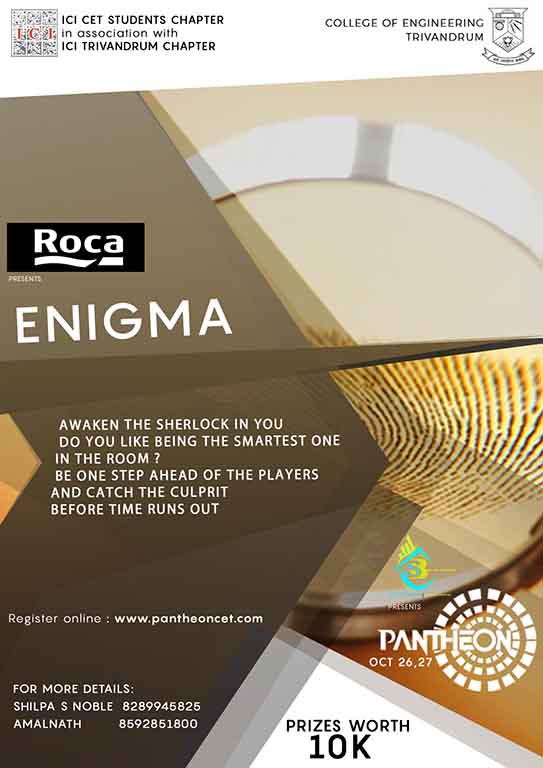 ICI CET STUDENTS CHAPTER
in association with
ICI TRIVANDRUM CHAPTER
ICI
COLLEGE OF ENGINEERING
TRIVANDRUM
Roca
PRESENTS
ENIGMA
AWAKEN THE SHERLOCK IN YOU
DO YOU LIKE BEING THE SMARTEST ONE
IN THE ROOM ?
BE ONE STEP AHEAD OF THE PLAYERS
AND CATCH THE CULPRIT
BEFORE TIME RUNS OUT
PRESENTS
Register online : www.pantheoncet.com
PANTHEON
OCT 26,27
FOR MORE DETAILS:
SHILPA S NOBLE 8289945825
AMALNATH 8592851800
PRIZES WORTH
10K